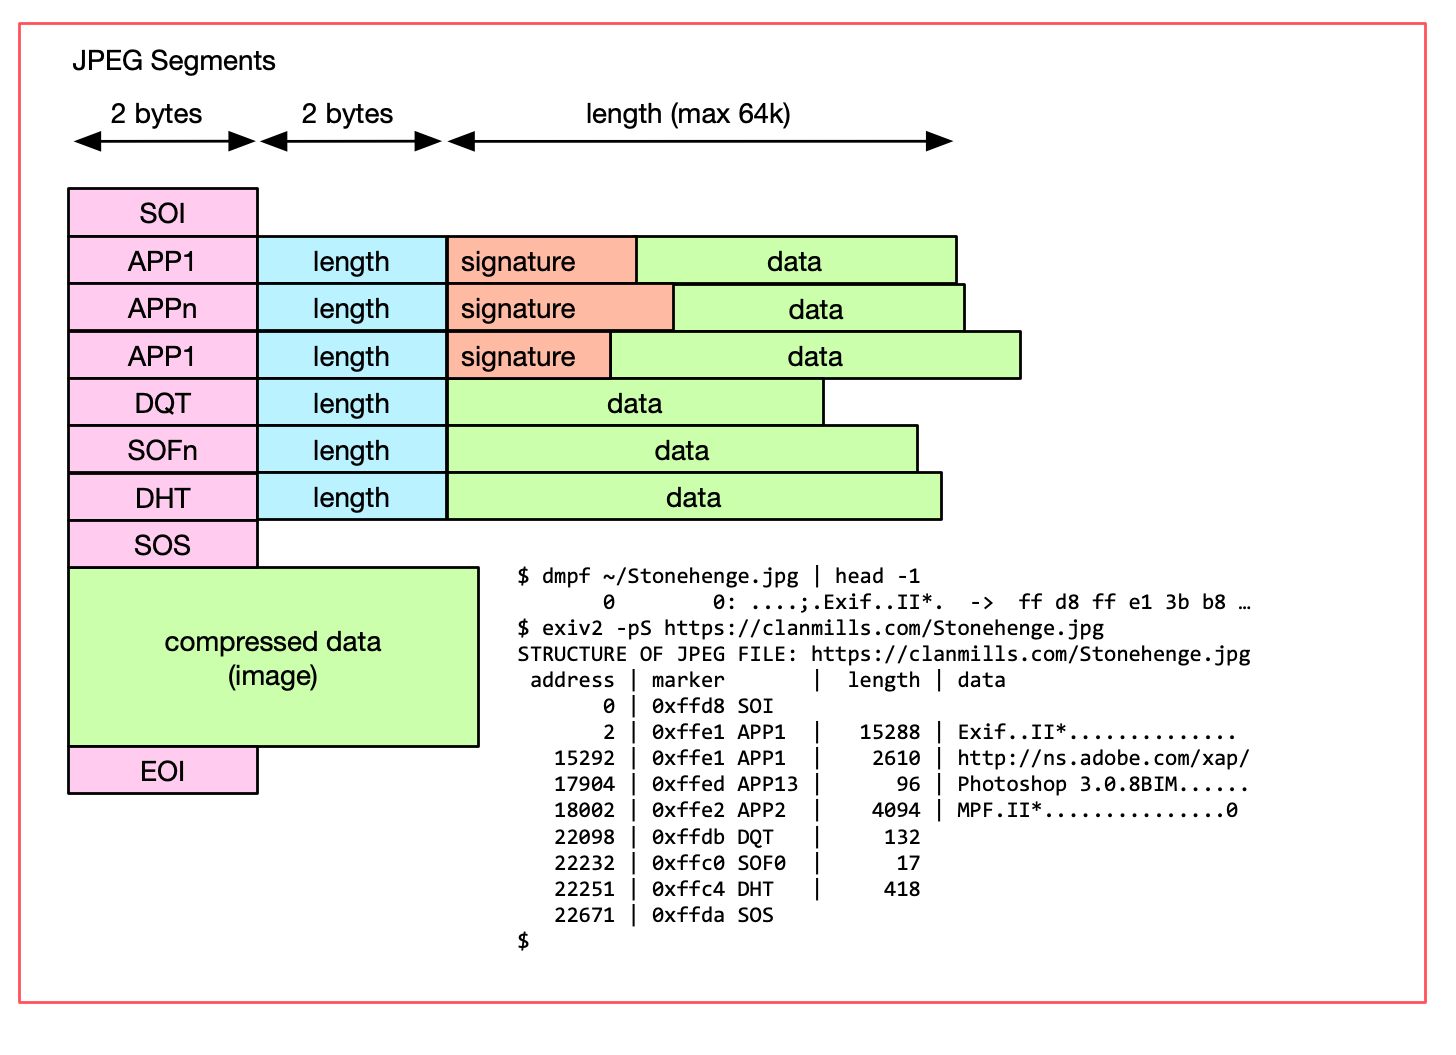 JPEG Segments
2 bytes 2 bytes length (max 64k)
SOI
APP1 length signature data
APPn length signature data
APP1 length signature data
DQT length data
SOFn length data
DHT length data
SOS
compressed data
(image)
EOI
$ dmpf ~/Stonehenge.jpg | head -1
       0        0: ....;.Exif..II*.  ->  ff d8 ff e1 3b b8 …
$ exiv2 -pS https://clanmills.com/Stonehenge.jpg
STRUCTURE OF JPEG FILE: https://clanmills.com/Stonehenge.jpg
 address | marker       |  length | data
       0 | 0xffd8 SOI
       2 | 0xffe1 APP1  |   15288 | Exif..II*..............
   15292 | 0xffe1 APP1  |    2610 | http://ns.adobe.com/xap/
   17904 | 0xffed APP13 |      96 | Photoshop 3.0.8BIM......
   18002 | 0xffe2 APP2  |    4094 | MPF.II*...............0
   22098 | 0xffdb DQT   |     132
   22232 | 0xffc0 SOF0  |      17
   22251 | 0xffc4 DHT   |     418
   22671 | 0xffda SOS
$